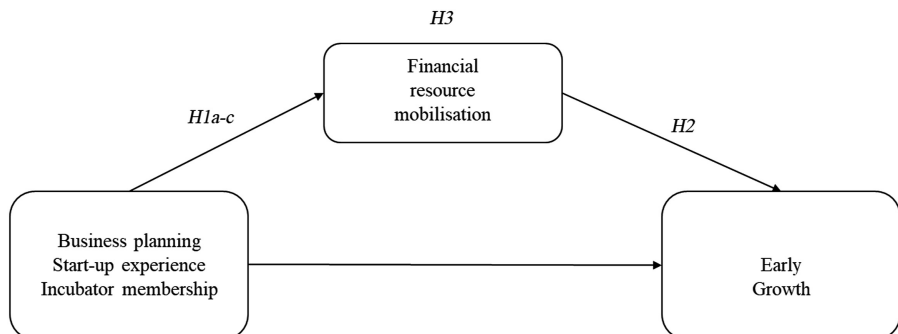 H3
Financial
resource
mobilisation
H1a-c
H2
Business planning
Start-up experience
Incubator membership
Early
Growth